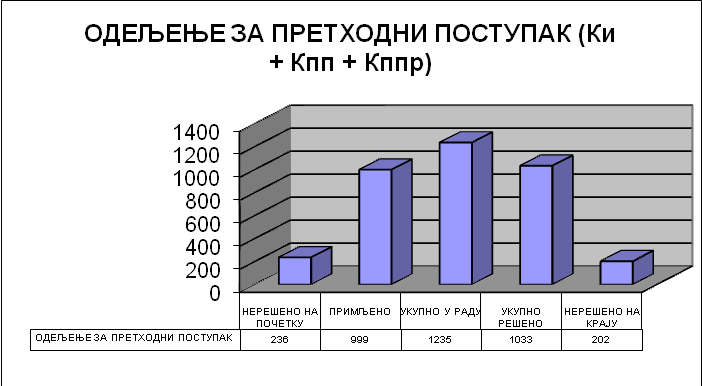 ОДЕЉЕЊЕ ЗА ПРЕТХОДНИ ПОСТУПАК (Ки
+ Кпп + Кппр)
1400
1200
1000
800
600
400
200
0
НЕРЕШЕНО НА ПОЧЕТКУ
ПРИМЉЕНО
УКУПНО У РАДУ
УКУПНО РЕШЕНО
НЕРЕШЕНО НА КРАЈУ
ОДЕЉЕЊЕ ЗА ПРЕТХОДНИ ПОСТУПАК 236 999 1235 1033 202